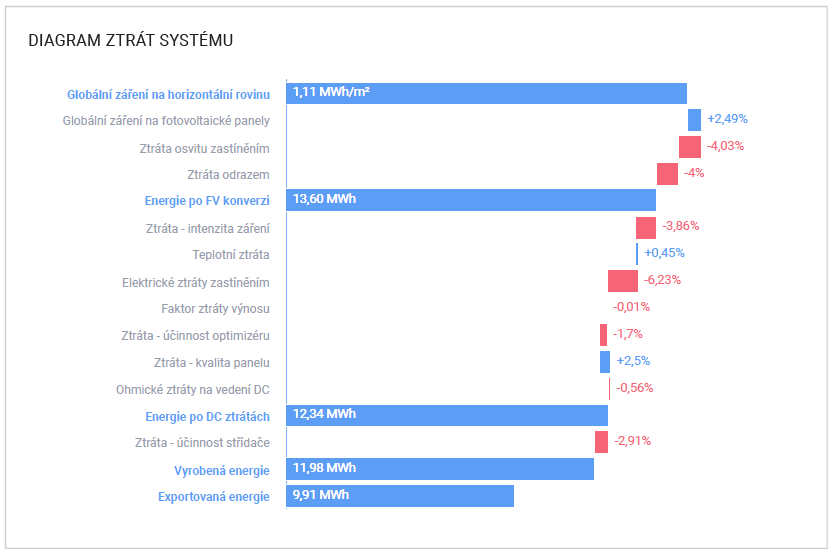 DIAGRAM ZTRÁT SYSTÉMU
Globální záření na horizontální rovinu 1,11 MWh/m²
Globální záření na fotovoltaické panely +2,49%
Ztráta osvitu zastíněním -4,03%
Ztráta odrazem -4%
Energie po FV konverzi 13,60 MWh
Ztráta - intenzita záření -3,86%
Teplotní ztráta +0,45%
Elektrické ztráty zastíněním -6,23%
Faktor ztráty výnosu -0,01%
Ztráta - účinnost optimizéru -1,7%
Ztráta - kvalita panelu +2,5%
Ohmické ztráty na vedení DC -0,56%
Energie po DC ztrátách 12,34 MWh
Ztráta - účinnost střídače -2,91%
Vyrobená energie 11,98 MWh
Exportovaná energie 9,91 MWh